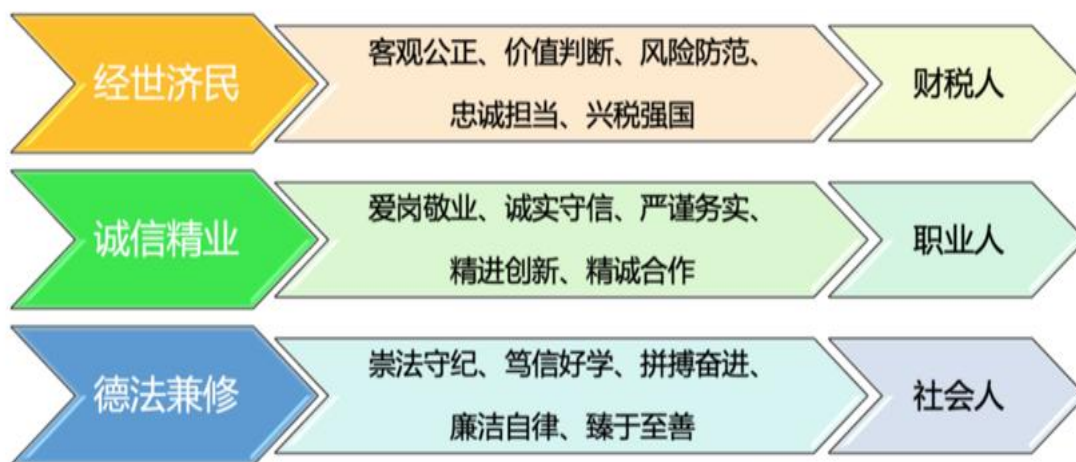 经世济民
客观公正、价值判断、风险防范、
忠诚担当、兴税强国
财税人
诚信精业
爱岗敬业、诚实守信、严谨务实、
精进创新、精诚合作
职业人
德法兼修
崇法守纪、笃信好学、拼搏奋进、
廉洁自律、臻于至善
社会人